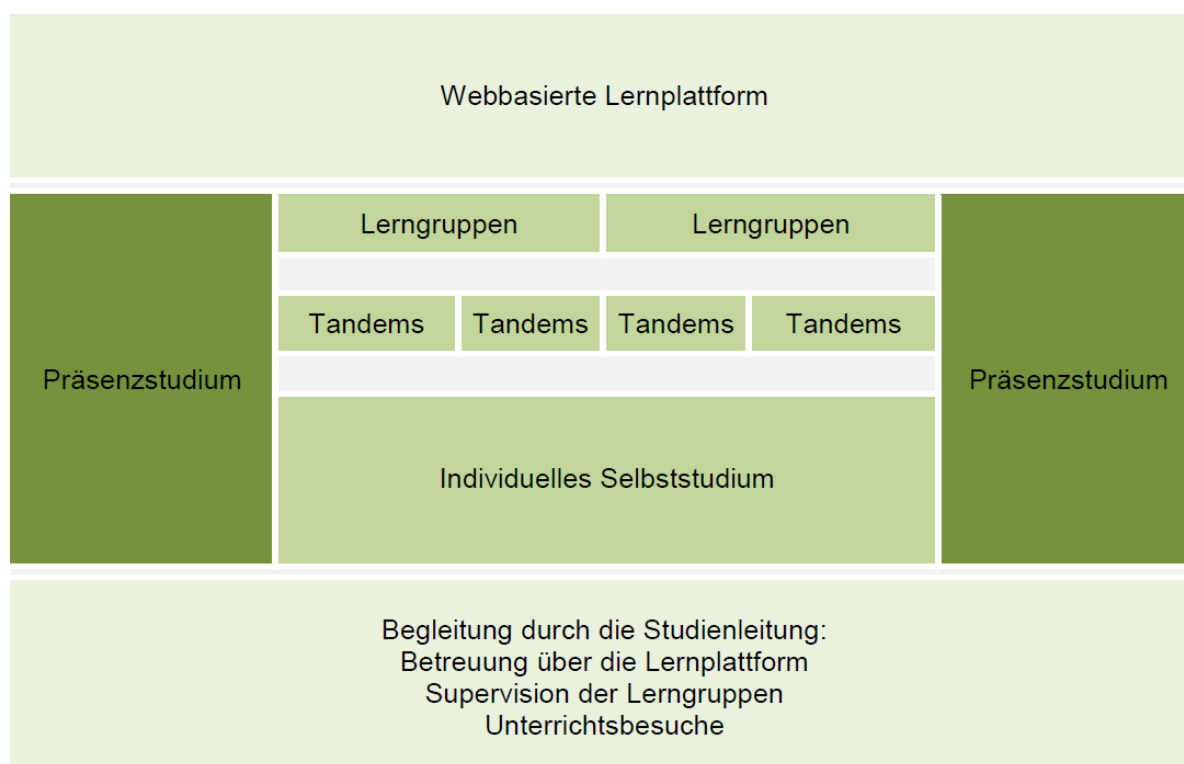 Webbasierte Lernplattform
Lerngruppen
Lerngruppen
Tandems
Tandems
Tandems
Tandems
Präsenzstudium
Präsenzstudium
Individuelles Selbststudium
Begleitung durch die Studienleitung:
Betreuung über die Lernplattform
Supervision der Lerngruppen
Unterrichtsbesuche